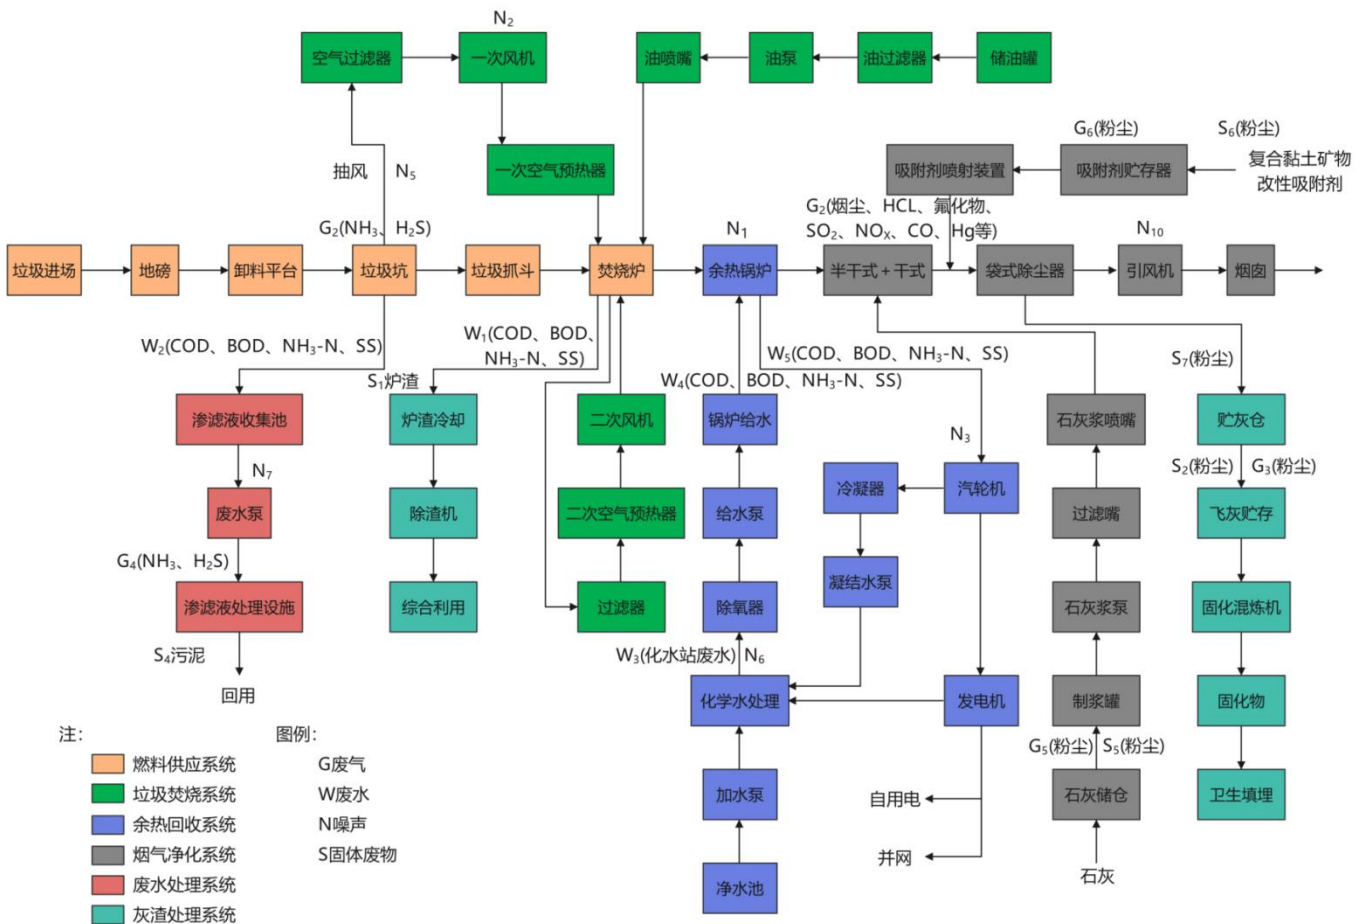 N₂
空气过滤器
一次风机
油喷嘴
油泵
油过滤器
储油罐
G₆(粉尘)
S₆(粉尘)
抽风
N₅
一次空气预热器
吸附剂喷射装置
吸附剂贮存器
复合黏土矿物
改性吸附剂
G₂(NH₃、H₂S)
N₁
G₂(烟尘、HCL、氟化物、
SO₂、NOₓ、CO、Hg等)
N₁₀
垃圾进场
地磅
卸料平台
垃圾坑
垃圾抓斗
焚烧炉
余热锅炉
半干式＋干式
袋式除尘器
引风机
烟囱
W₂(COD、BOD、NH₃-N、SS)
W₁(COD、BOD、
NH₃-N、SS)
W₅(COD、BOD、NH₃-N、SS)
S₁炉渣
W₄(COD、BOD、NH₃-N、SS)
S₇(粉尘)
渗滤液收集池
炉渣冷却
二次风机
锅炉给水
石灰浆喷嘴
贮灰仓
N₇
N₃
S₂(粉尘)
G₃(粉尘)
废水泵
除渣机
二次空气预热器
给水泵
冷凝器
汽轮机
过滤嘴
飞灰贮存
G₄(NH₃、H₂S)
渗滤液处理设施
综合利用
过滤器
除氧器
凝结水泵
石灰浆泵
固化混炼机
S₄污泥
W₃(化水站废水)
N₆
回用
化学水处理
发电机
制浆罐
固化物
G₅(粉尘)
S₅(粉尘)
加水泵
自用电
石灰储仓
卫生填埋
并网
净水池
石灰
注：
燃料供应系统
垃圾焚烧系统
余热回收系统
烟气净化系统
废水处理系统
灰渣处理系统
图例：
G废气
W废水
N噪声
S固体废物